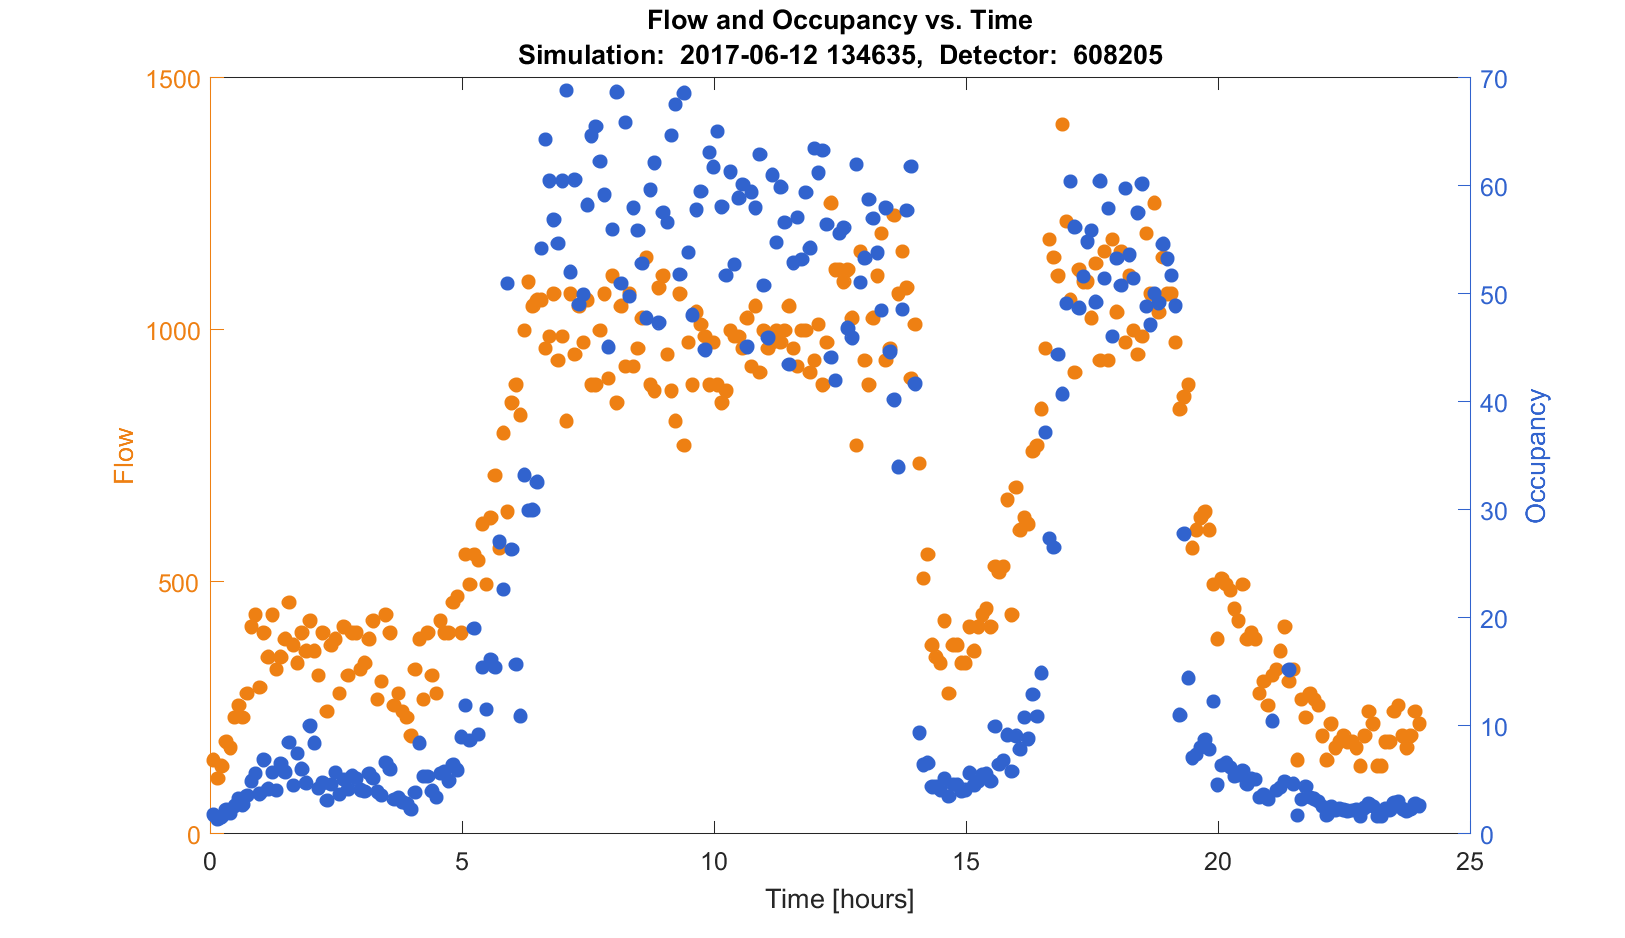 Flow and Occupancy vs. Time
Simulation:  2017-06-12 134635,  Detector:  608205
1500
1000
500
0
Flow
70
60
50
40
30
20
10
0
Occupancy
0 5 10 15 20 25
Time [hours]